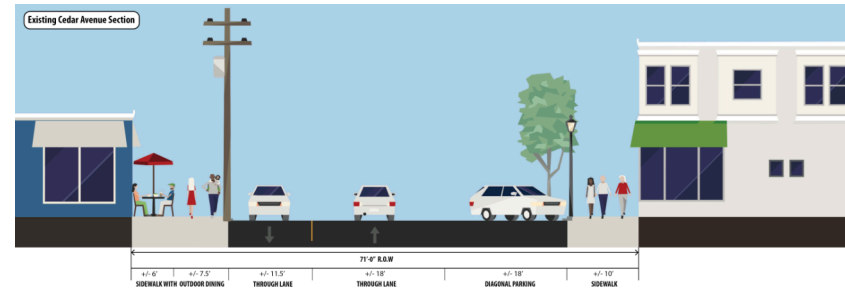 Existing Cedar Avenue Section
71'-0" R.O.W
+/- 6' +/- 7.5' +/- 11.5' +/- 18' +/- 18' +/- 10'
SIDEWALK WITH OUTDOOR DINING THROUGH LANE THROUGH LANE DIAGONAL PARKING SIDEWALK